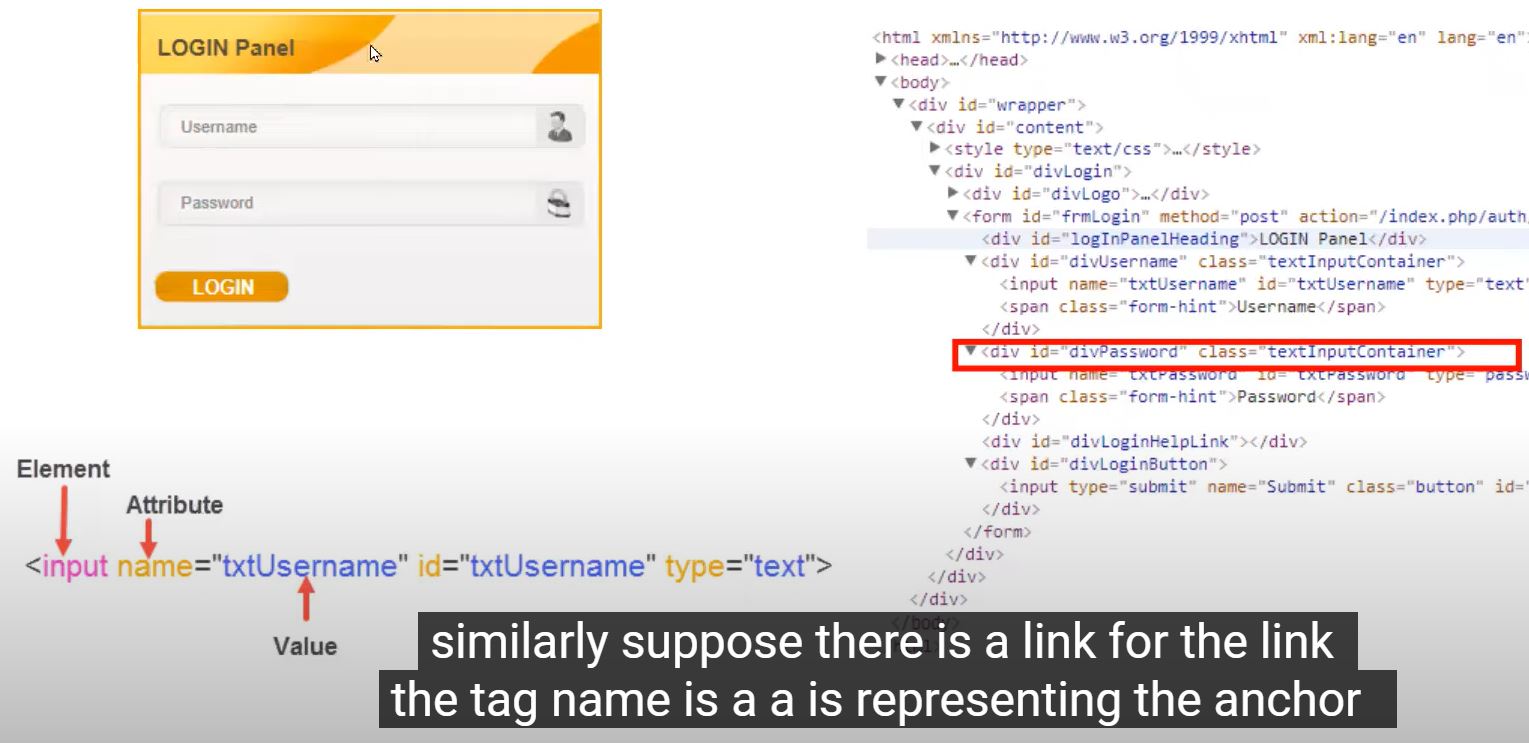 LOGIN Panel
Username
Password
LOGIN
<html xmlns="http://www.w3.org/1999/xhtml" xml:lang="en" lang="en"
▶<head>…</head>
▼<body>
▼<div id="wrapper">
▼<div id="content">
▶<style type="text/css">…</style>
▼<div id="divLogin">
▶<div id="divLogo">…</div>
▼<form id="frmLogin" method="post" action="/index.php/auth
<div id="logInPanelHeading">LOGIN Panel</div>
▼<div id="divUsername" class="textInputContainer">
<input name="txtUsername" id="txtUsername" type="text"
<span class="form-hint">Username</span>
</div>
▼<div id="divPassword" class="textInputContainer">
<input name="txtPassword" id="txtPassword" type="passw
<span class="form-hint">Password</span>
</div>
<div id="divLoginHelpLink"></div>
▼<div id="divLoginButton">
<input type="submit" name="Submit" class="button" id="
</div>
</form>
</div>
</div>
</div>
</body>
Element
Attribute
<input name="txtUsername" id="txtUsername" type="text">
Value
similarly suppose there is a link for the link
the tag name is a a is representing the anchor